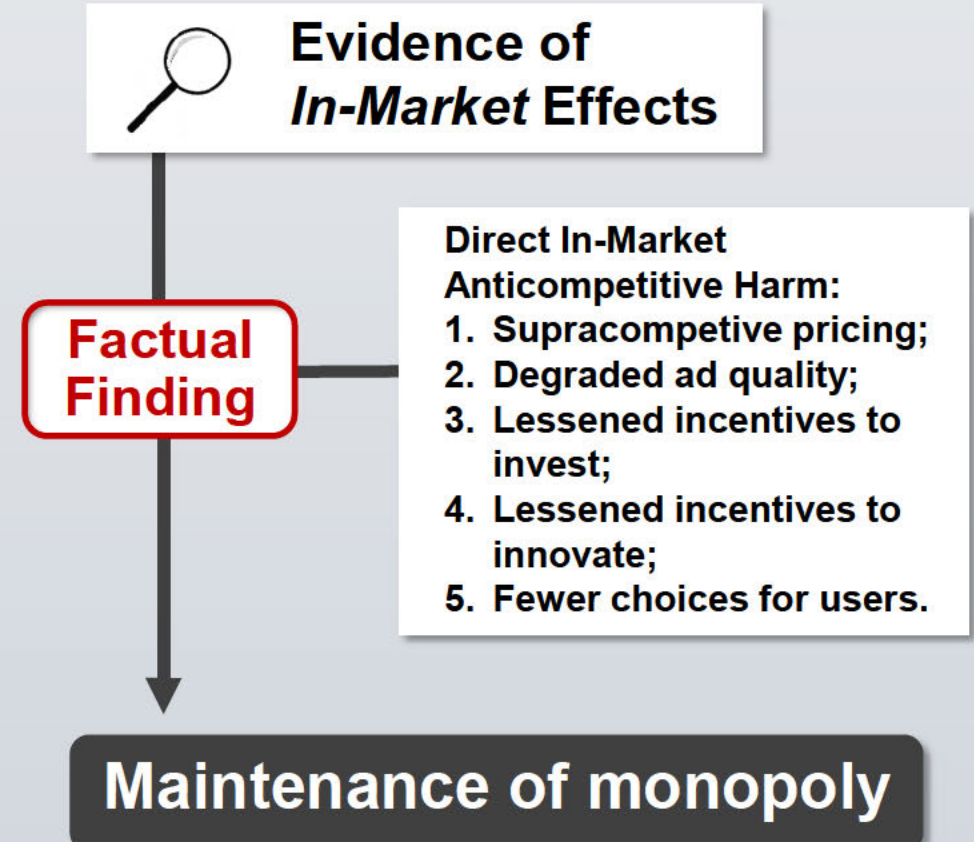 Evidence of
In-Market Effects
Direct In-Market
Anticompetitive Harm:
1. Supracompetive pricing;
2. Degraded ad quality;
3. Lessened incentives to
invest;
4. Lessened incentives to
innovate;
5. Fewer choices for users.
Factual
Finding
Maintenance of monopoly